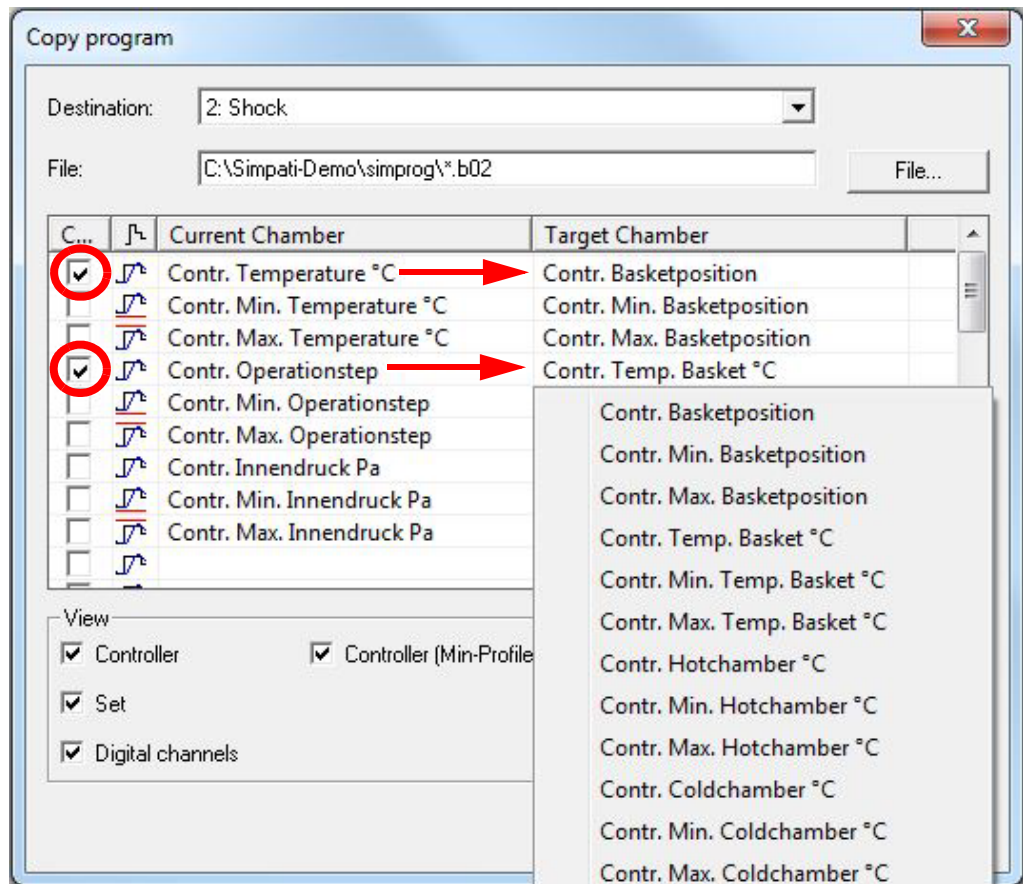 Copy program
Destination: 2: Shock
File: C:\Simpati-Demo\simprog\*.b02 File...
C... Current Chamber Target Chamber
Contr. Temperature °C Contr. Basketposition
Contr. Min. Temperature °C Contr. Min. Basketposition
Contr. Max. Temperature °C Contr. Max. Basketposition
Contr. Operationstep Contr. Temp. Basket °C
Contr. Min. Operationstep
Contr. Max. Operationstep
Contr. Innendruck Pa
Contr. Min. Innendruck Pa
Contr. Max. Innendruck Pa
Contr. Basketposition
Contr. Min. Basketposition
Contr. Max. Basketposition
Contr. Temp. Basket °C
Contr. Min. Temp. Basket °C
Contr. Max. Temp. Basket °C
Contr. Hotchamber °C
Contr. Min. Hotchamber °C
Contr. Max. Hotchamber °C
Contr. Coldchamber °C
Contr. Min. Coldchamber °C
Contr. Max. Coldchamber °C
View
Controller Controller (Min-Profile
Set
Digital channels